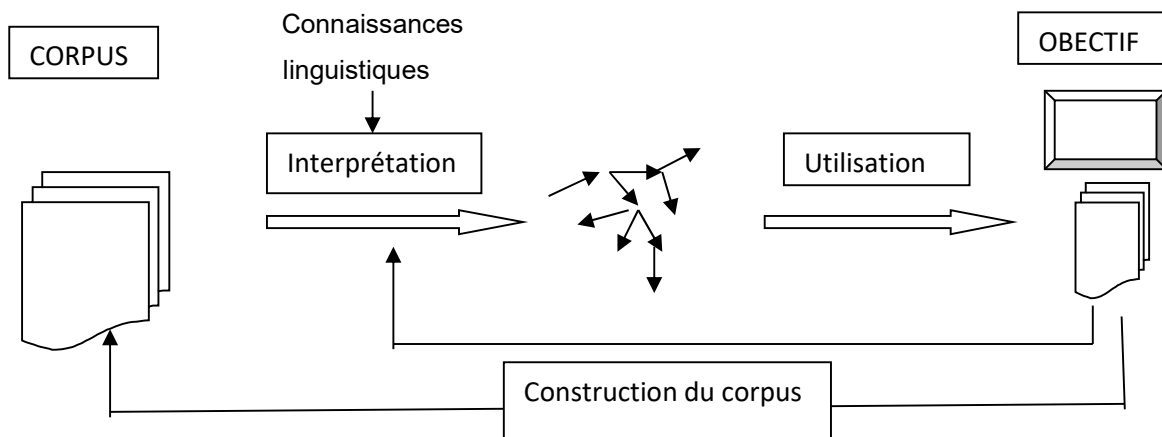 CORPUS
Connaissances
linguistiques
OBECTIF
Interprétation
Utilisation
Construction du corpus